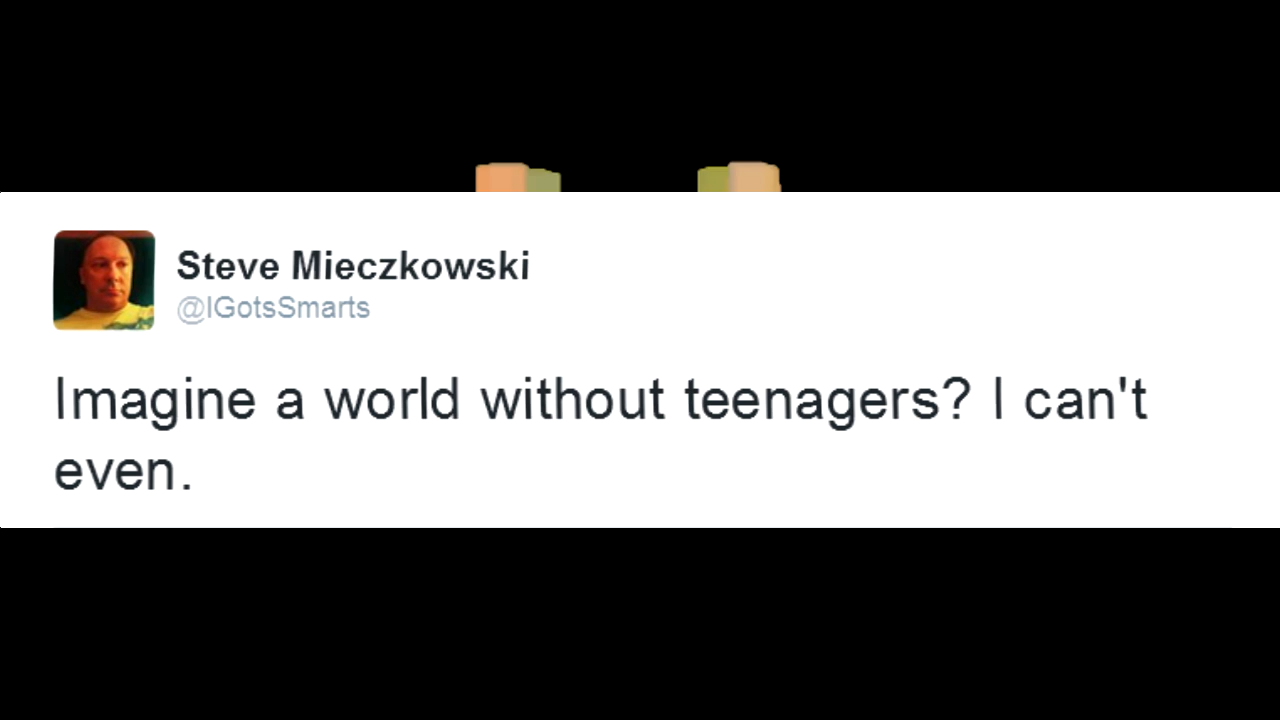 Steve Mieczkowski
@IGotsSmarts
Imagine a world without teenagers? I can't
even.